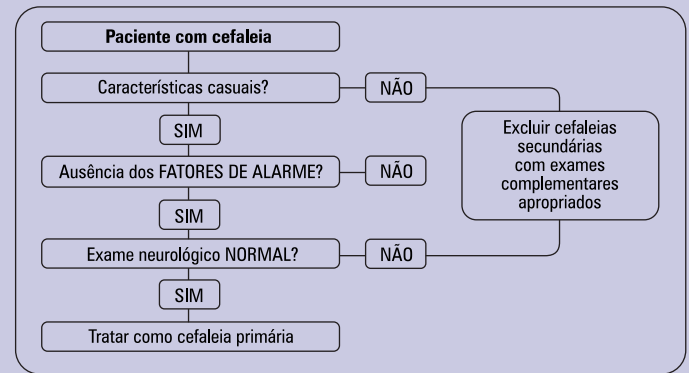 Paciente com cefaleia
Características casuais?
NÃO
SIM
Excluir cefaleias
secundárias
com exames
complementares
apropriados
Ausência dos FATORES DE ALARME?
NÃO
SIM
Exame neurológico NORMAL?
NÃO
SIM
Tratar como cefaleia primária